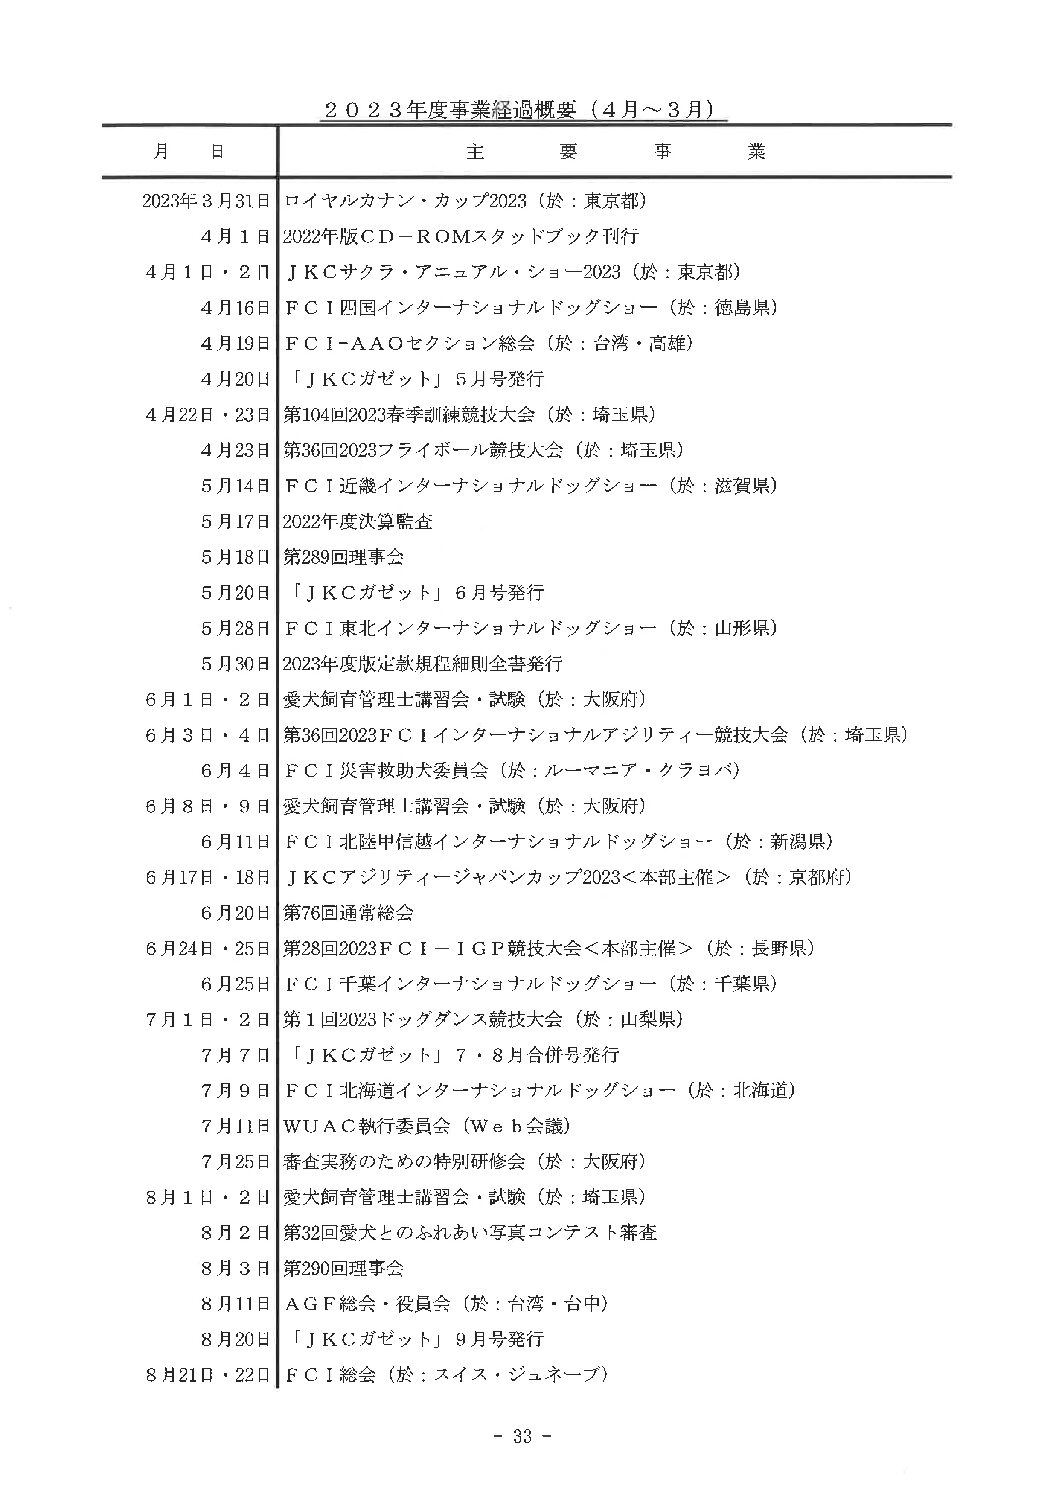 ２０２３年度事業経過概要（４月～３月）
月　日　主　要　事　業
2023年３月31日 ロイヤルカナン・カップ2023（於：東京都）
４月１日 2022年版ＣＤ－ＲＯＭスタッドブック刊行
４月１日・２日 ＪＫＣサクラ・アニュアル・ショー2023（於：東京都）
４月16日 ＦＣＩ四国インターナショナルドッグショー（於：徳島県）
４月19日 ＦＣＩ-ＡＡＯセクション総会（於：台湾・高雄）
４月20日 「ＪＫＣガゼット」５月号発行
４月22日・23日 第104回2023春季訓練競技大会（於：埼玉県）
４月23日 第36回2023フライボール競技大会（於：埼玉県）
５月14日 ＦＣＩ近畿インターナショナルドッグショー（於：滋賀県）
５月17日 2022年度決算監査
５月18日 第289回理事会
５月20日 「ＪＫＣガゼット」６月号発行
５月28日 ＦＣＩ東北インターナショナルドッグショー（於：山形県）
５月30日 2023年度版定款規程細則全書発行
６月１日・２日 愛犬飼育管理士講習会・試験（於：大阪府）
６月３日・４日 第36回2023ＦＣＩインターナショナルアジリティー競技大会（於：埼玉県）
６月４日 ＦＣＩ災害救助犬委員会（於：ルーマニア・クラヨバ）
６月８日・９日 愛犬飼育管理士講習会・試験（於：大阪府）
６月11日 ＦＣＩ北陸甲信越インターナショナルドッグショー（於：新潟県）
６月17日・18日 ＪＫＣアジリティージャパンカップ2023＜本部主催＞（於：京都府）
６月20日 第76回通常総会
６月24日・25日 第28回2023ＦＣＩ－ＩＧＰ競技大会＜本部主催＞（於：長野県）
６月25日 ＦＣＩ千葉インターナショナルドッグショー（於：千葉県）
７月１日・２日 第１回2023ドッグダンス競技大会（於：山梨県）
７月７日 「ＪＫＣガゼット」７・８月合併号発行
７月９日 ＦＣＩ北海道インターナショナルドッグショー（於：北海道）
７月11日 ＷＵＡＣ執行委員会（Ｗｅｂ会議）
７月25日 審査実務のための特別研修会（於：大阪府）
８月１日・２日 愛犬飼育管理士講習会・試験（於：埼玉県）
８月２日 第32回愛犬とのふれあい写真コンテスト審査
８月３日 第290回理事会
８月11日 ＡＧＦ総会・役員会（於：台湾・台中）
８月20日 「ＪＫＣガゼット」９月号発行
８月21日・22日 ＦＣＩ総会（於：スイス・ジュネーブ）
- 33 -